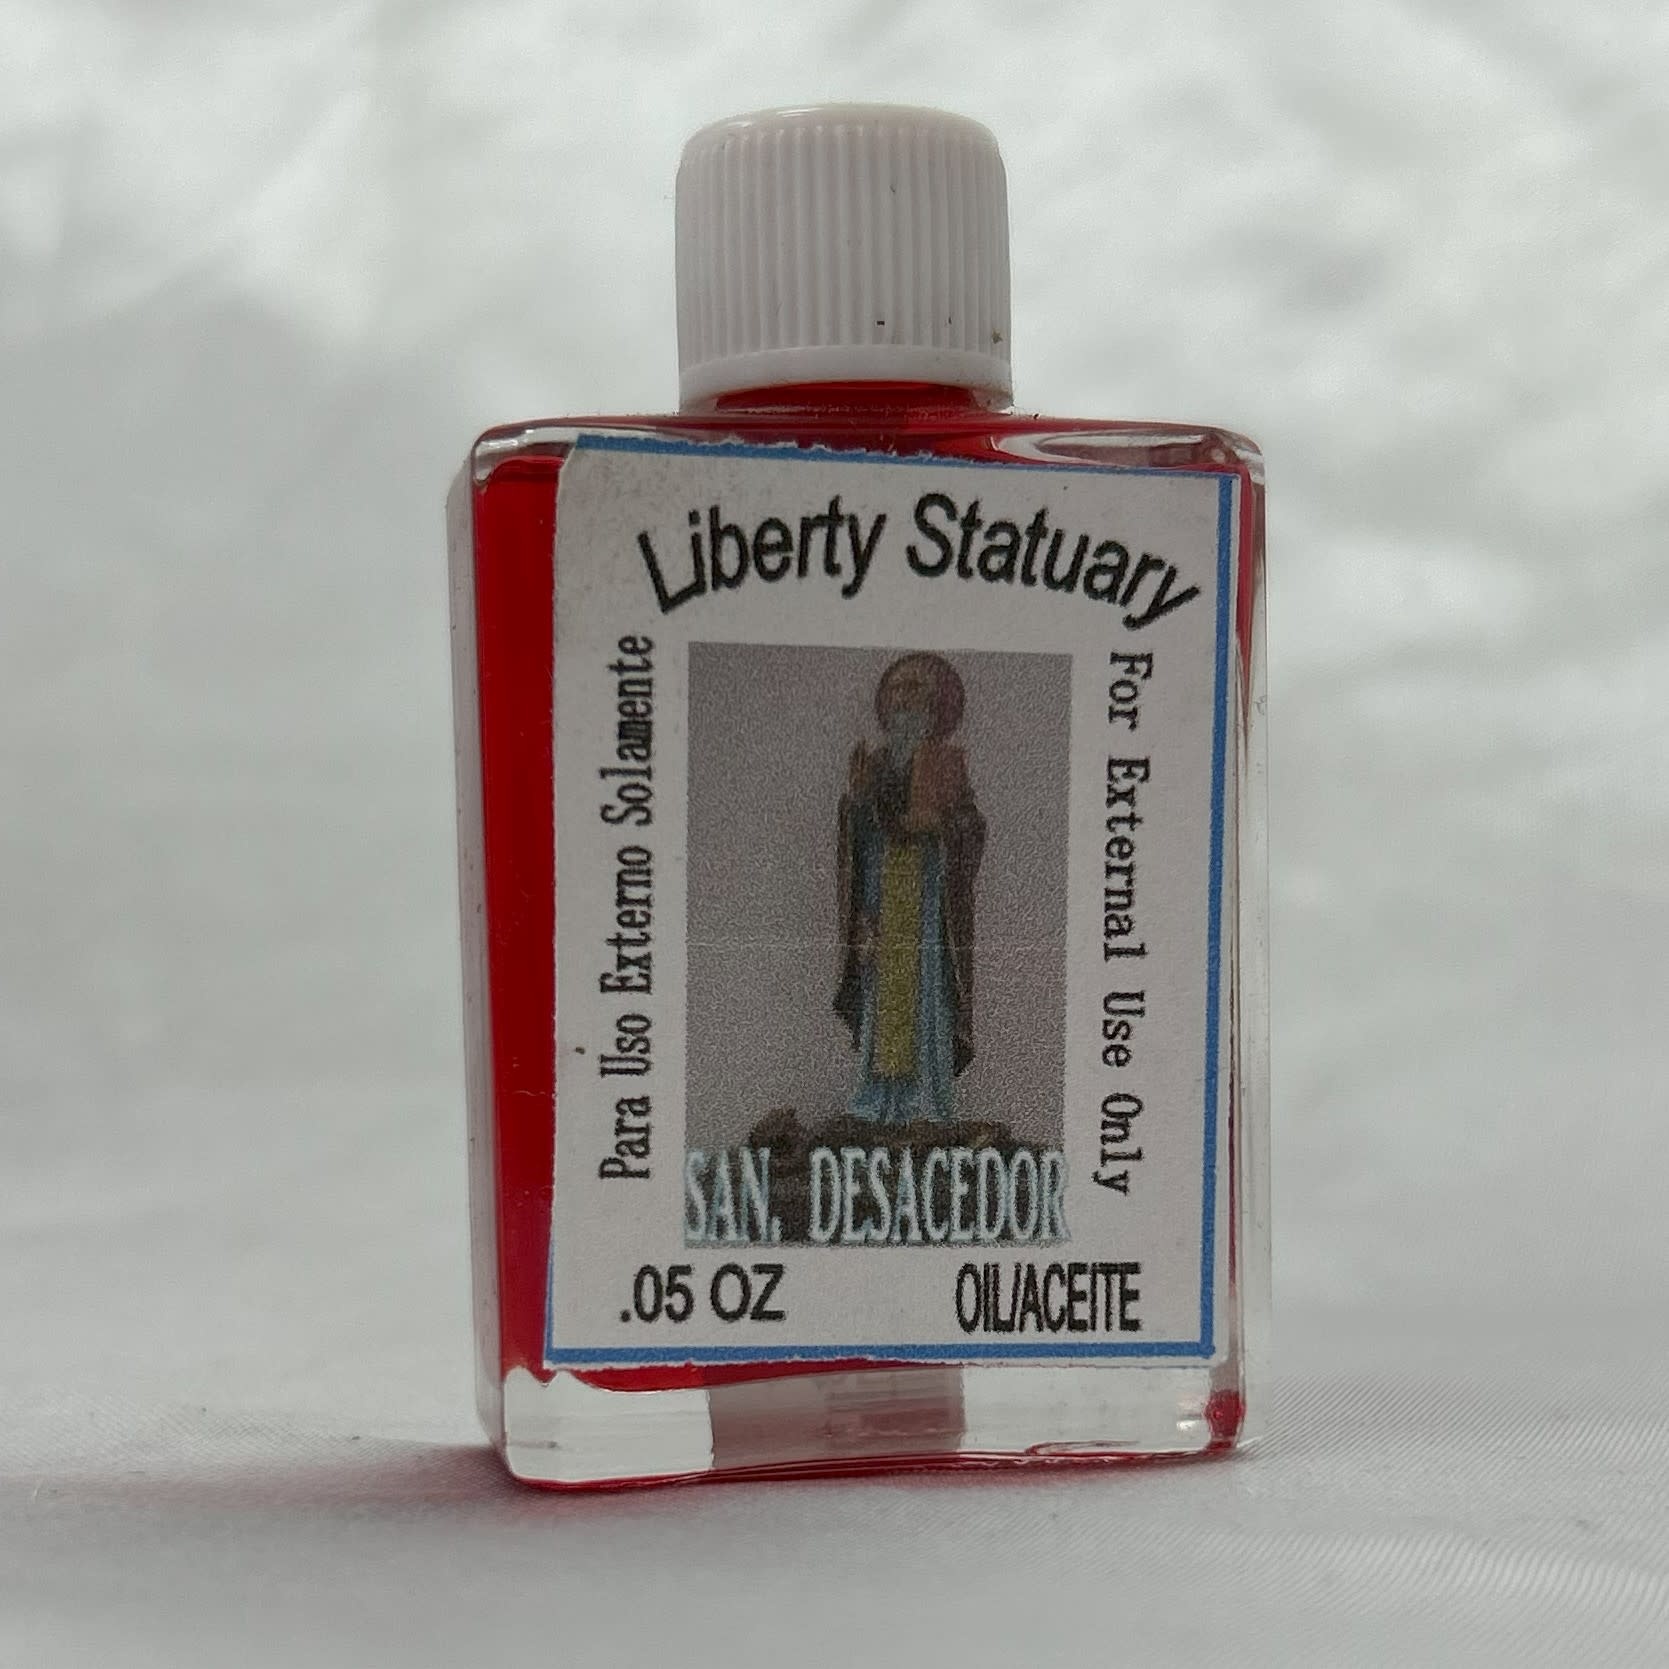 Liberty Statuary
Para Uso Externo Solamente
For External Use Only
SAN. DESACEDOR
.05 OZ
OIL/ACEITE